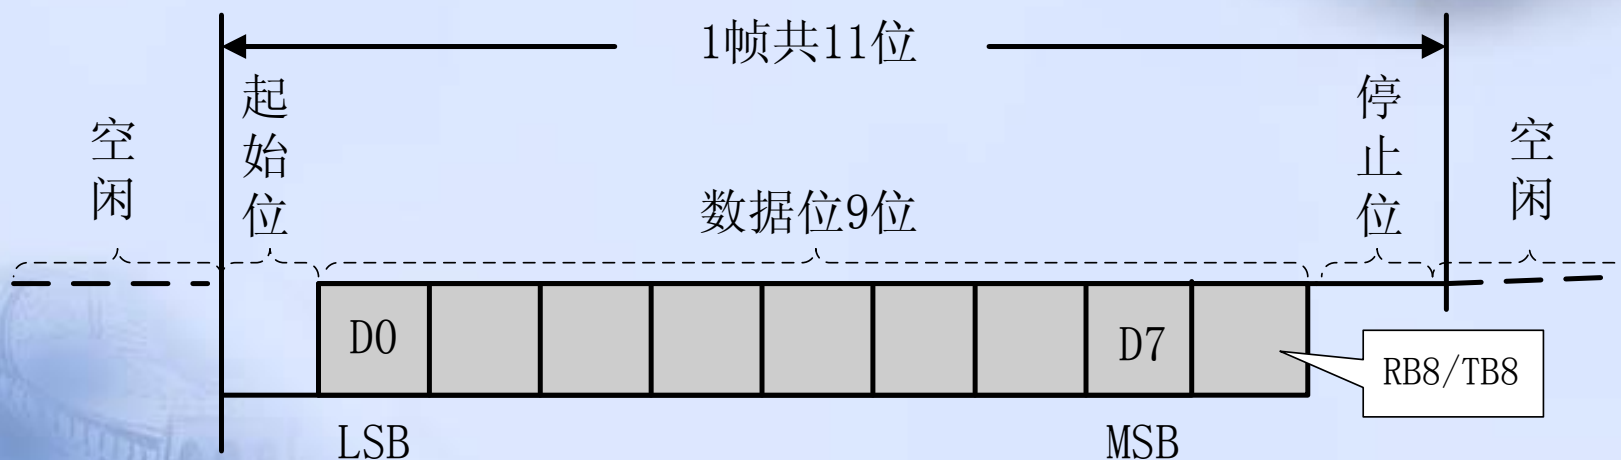 1帧共11位
空闲
起始位
数据位9位
停止位
空闲
D0
D7
RB8/TB8
LSB
MSB